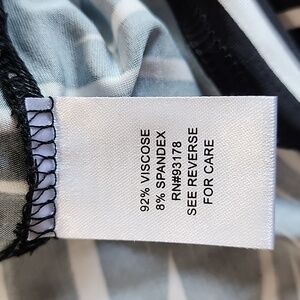 92% VISCOSE
8% SPANDEX
RN#93178
SEE REVERSE
FOR CARE